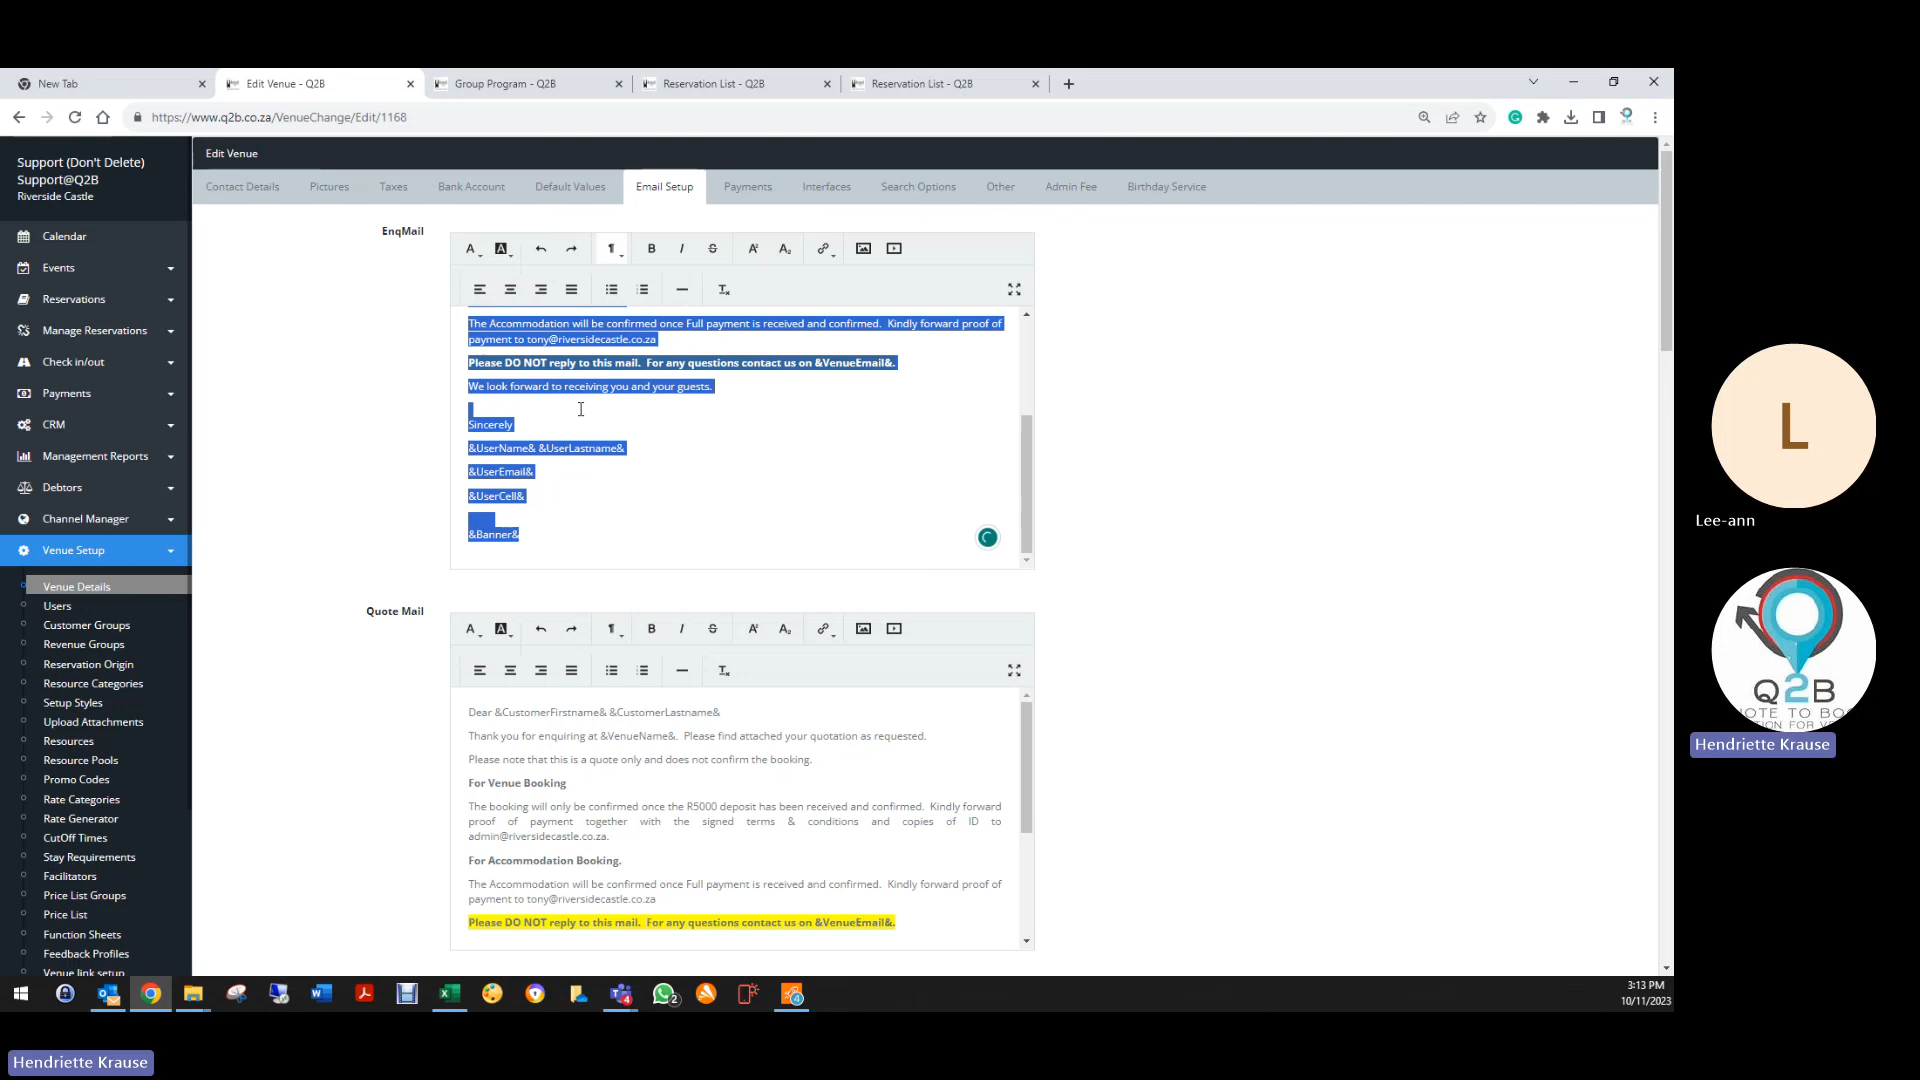 New Tab
Edit Venue - Q2B
Group Program - Q2B
Reservation List - Q2B
Reservation List - Q2B
https://www.q2b.co.za/VenueChange/Edit/1168
Support (Don't Delete)
Support@Q2B
Riverside Castle
Calendar
Events
Reservations
Manage Reservations
Check in/out
Payments
CRM
Management Reports
Debtors
Channel Manager
Venue Setup
Venue Details
Users
Customer Groups
Revenue Groups
Reservation Origin
Resource Categories
Setup Styles
Upload Attachments
Resources
Resource Pools
Promo Codes
Rate Categories
Rate Generator
CutOff Times
Stay Requirements
Facilitators
Price List Groups
Price List
Function Sheets
Feedback Profiles
Venue link setup
Edit Venue
Contact Details
Pictures
Taxes
Bank Account
Default Values
Email Setup
Payments
Interfaces
Search Options
Other
Admin Fee
Birthday Service
EnqMail
The Accommodation will be confirmed once Full payment is received and confirmed.  Kindly forward proof of
payment to tony@riversidecastle.co.za
Please DO NOT reply to this mail.  For any questions contact us on &VenueEmail&.
We look forward to receiving you and your guests.
Sincerely
&UserName& &UserLastname&
&UserEmail&
&UserCell&
&Banner&
Quote Mail
Dear &CustomerFirstname& &CustomerLastname&
Thank you for enquiring at &VenueName&.  Please find attached your quotation as requested.
Please note that this is a quote only and does not confirm the booking.
For Venue Booking
The booking will only be confirmed once the R5000 deposit has been received and confirmed.  Kindly forward
proof of payment together with the signed terms & conditions and copies of ID to
admin@riversidecastle.co.za.
For Accommodation Booking.
The Accommodation will be confirmed once Full payment is received and confirmed.  Kindly forward proof of
payment to tony@riversidecastle.co.za
Please DO NOT reply to this mail.  For any questions contact us on &VenueEmail&.
3:13 PM
10/11/2023
L
Lee-ann
Q2B
Hendriette Krause
Hendriette Krause